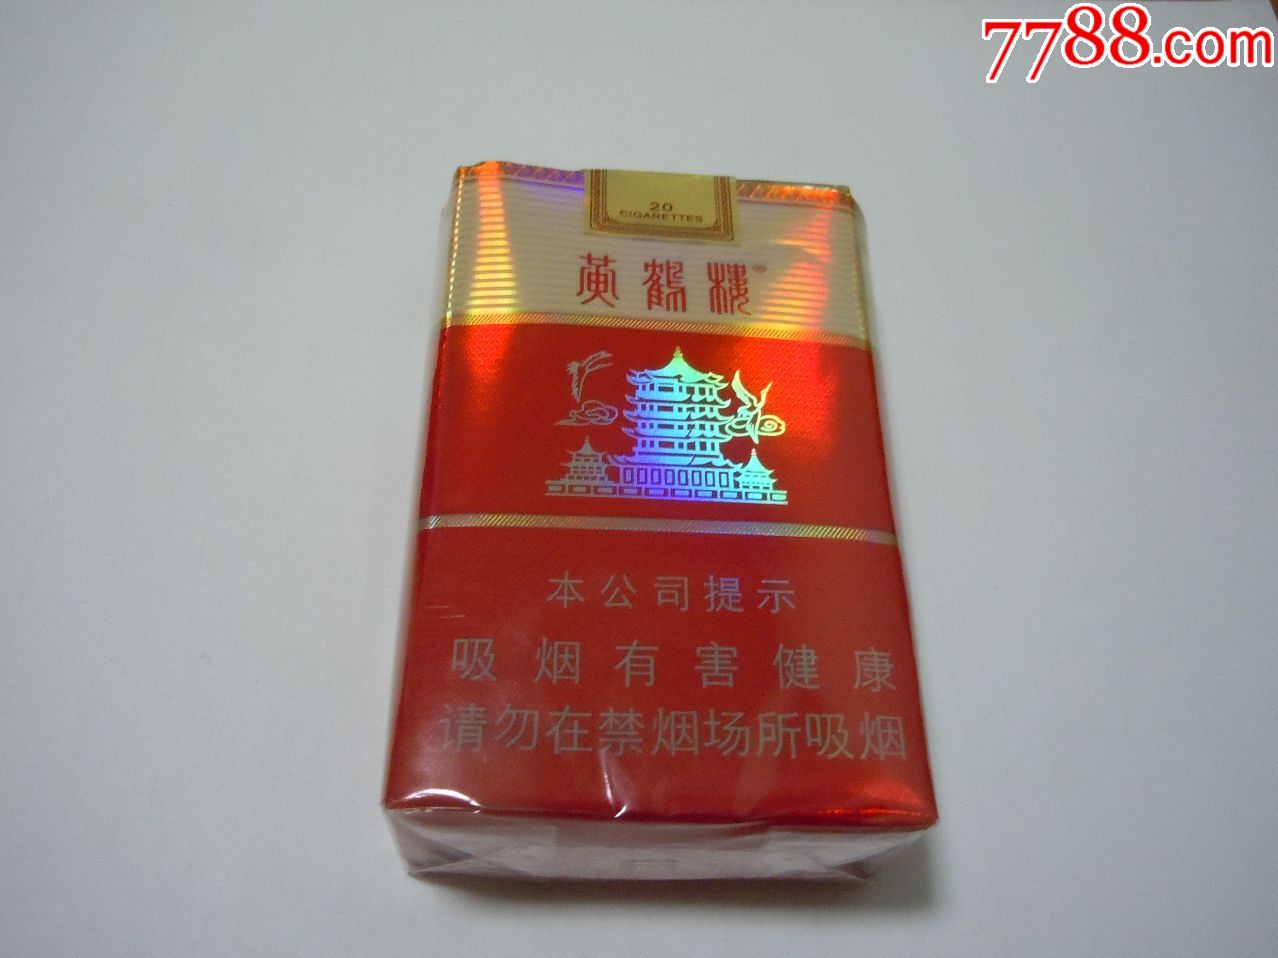 7788.com
20
CIGARETTES
黄鹤楼®
本公司提示
吸烟有害健康
请勿在禁烟场所吸烟